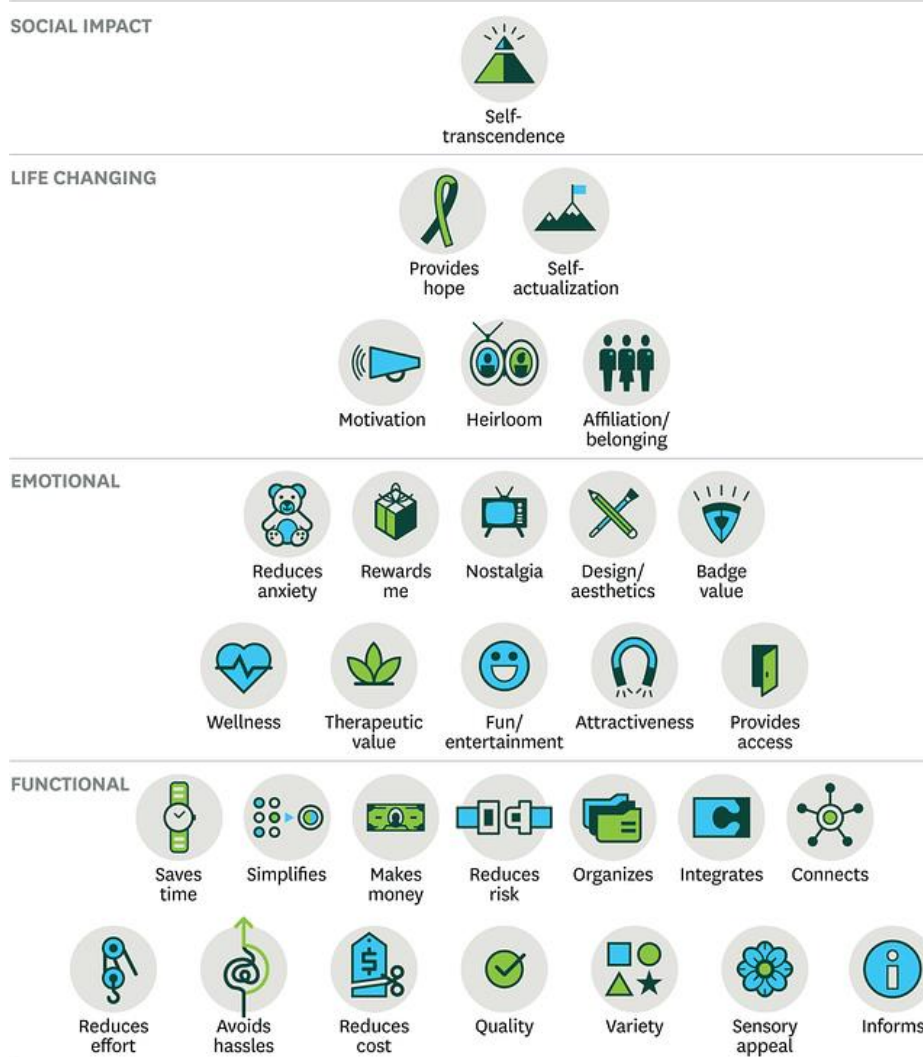 SOCIAL IMPACT
Self-
transcendence
LIFE CHANGING
Provides
hope
Self-
actualization
Motivation
Heirloom
Affiliation/
belonging
EMOTIONAL
Reduces
anxiety
Rewards
me
Nostalgia
Design/
aesthetics
Badge
value
Wellness
Therapeutic
value
Fun/
entertainment
Attractiveness
Provides
access
FUNCTIONAL
Saves
time
Simplifies
Makes
money
Reduces
risk
Organizes
Integrates
Connects
Reduces
effort
Avoids
hassles
$
Reduces
cost
Quality
Variety
Sensory
appeal
i
Informs